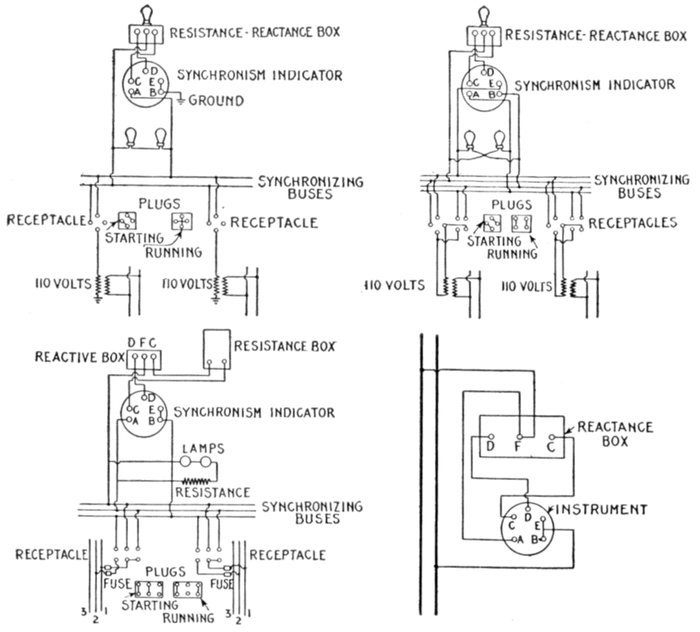 RESISTANCE-REACTANCE BOX
D
C E
A B
SYNCHRONISM INDICATOR
GROUND
SYNCHRONIZING
BUSES
PLUGS
RECEPTACLE
RECEPTACLE
STARTING
RUNNING
110 VOLTS
110 VOLTS
RESISTANCE-REACTANCE BOX
D
C E
A B
SYNCHRONISM INDICATOR
SYNCHRONIZING
BUSES
PLUGS
RECEPTACLES
STARTING
RUNNING
110 VOLTS
110 VOLTS
D F C
REACTIVE BOX
RESISTANCE BOX
D
C E
A B
SYNCHRONISM INDICATOR
LAMPS
RESISTANCE
SYNCHRONIZING
BUSES
RECEPTACLE
RECEPTACLE
PLUGS
FUSE
FUSE
STARTING
RUNNING
3 2 1
3 2 1
REACTANCE
BOX
D F C
INSTRUMENT
D
C E
A B